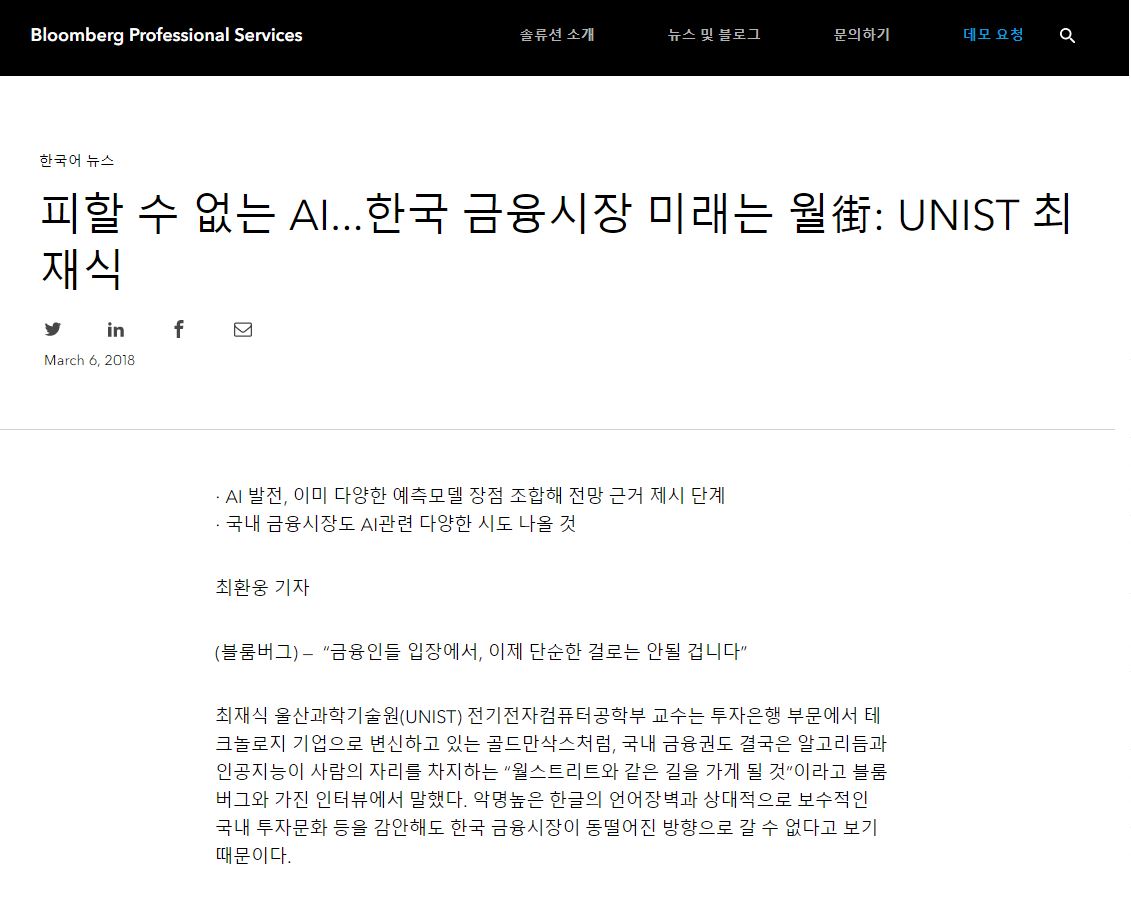 Bloomberg Professional Services
솔류션 소개
뉴스 및 블로그
문의하기
데모 요청
한국어 뉴스
피할 수 없는 AI...한국 금융시장 미래는 월街: UNIST 최
재식
March 6, 2018
· AI 발전, 이미 다양한 예측모델 장점 조합해 전망 근거 제시 단계
· 국내 금융시장도 AI관련 다양한 시도 나올 것
최환웅 기자
(블룸버그) – “금융인들 입장에서, 이제 단순한 걸로는 안될 겁니다”
최재식 울산과학기술원(UNIST) 전기전자컴퓨터공학부 교수는 투자은행 부문에서 테
크놀로지 기업으로 변신하고 있는 골드만삭스처럼, 국내 금융권도 결국은 알고리듬과
인공지능이 사람의 자리를 차지하는 “월스트리트와 같은 길을 가게 될 것”이라고 블룸
버그와 가진 인터뷰에서 말했다. 악명높은 한글의 언어장벽과 상대적으로 보수적인
국내 투자문화 등을 감안해도 한국 금융시장이 동떨어진 방향으로 갈 수 없다고 보기
때문이다.